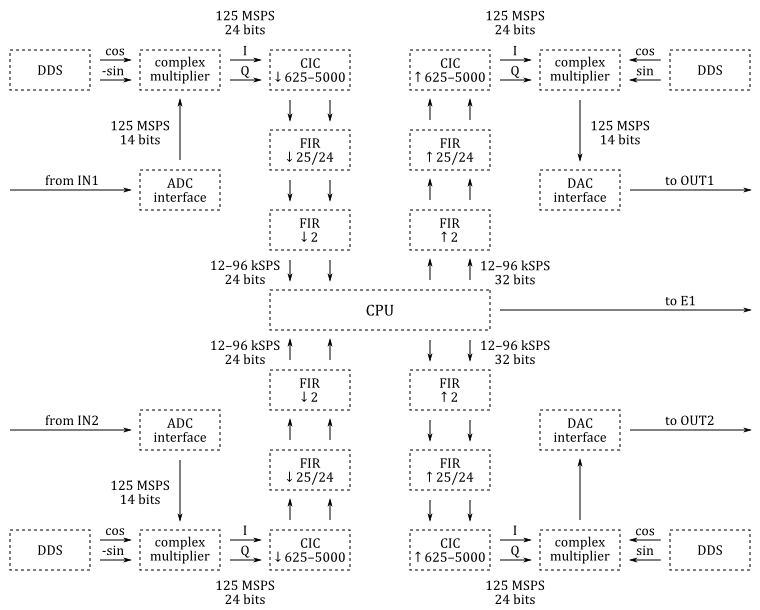 125 MSPS
24 bits
125 MSPS
24 bits
DDS
cos
-sin
complex
multiplier
I
Q
CIC
↓625–5000
CIC
↑625–5000
I
Q
complex
multiplier
cos
sin
DDS
125 MSPS
14 bits
FIR
↓25/24
FIR
↑25/24
125 MSPS
14 bits
from IN1
ADC
interface
DAC
interface
to OUT1
FIR
↓2
FIR
↑2
12–96 kSPS
24 bits
12–96 kSPS
32 bits
CPU
to E1
12–96 kSPS
24 bits
12–96 kSPS
32 bits
FIR
↓2
FIR
↑2
from IN2
ADC
interface
DAC
interface
to OUT2
125 MSPS
14 bits
FIR
↓25/24
FIR
↑25/24
DDS
cos
-sin
complex
multiplier
I
Q
CIC
↓625–5000
CIC
↑625–5000
I
Q
complex
multiplier
cos
sin
DDS
125 MSPS
24 bits
125 MSPS
24 bits